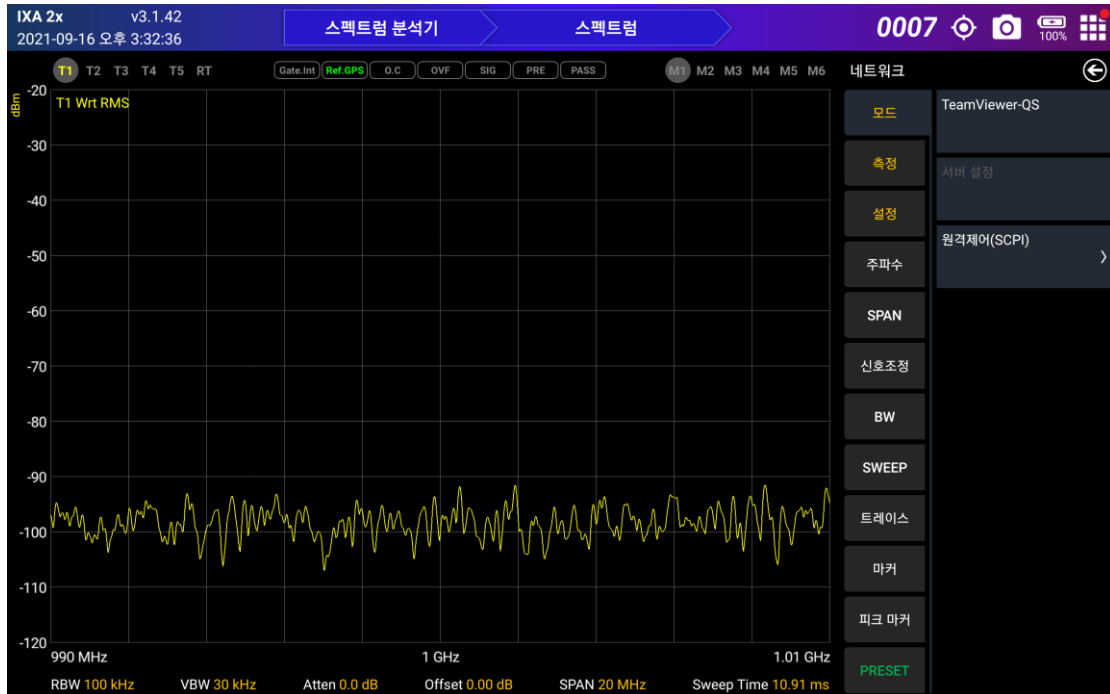 IXA 2x v3.1.42
2021-09-16 오후 3:32:36
스펙트럼 분석기
스펙트럼
0007
100%
T1 T2 T3 T4 T5 RT
Gate.Int Ref.GPS O.C OVF SIG PRE PASS
M1 M2 M3 M4 M5 M6
네트워크
dBm
T1 Wrt RMS
-20
-30
-40
-50
-60
-70
-80
-90
-100
-110
-120
990 MHz 1 GHz 1.01 GHz
RBW 100 kHz VBW 30 kHz Atten 0.0 dB Offset 0.00 dB SPAN 20 MHz Sweep Time 10.91 ms
모드
측정
설정
주파수
SPAN
신호조정
BW
SWEEP
트레이스
마커
피크 마커
PRESET
TeamViewer-QS
서버 설정
원격제어(SCPI)